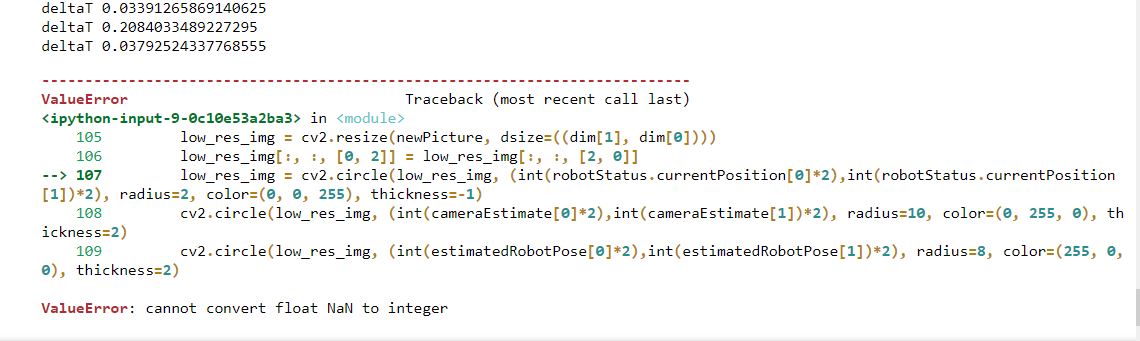 deltaT 0.03391265869140625
deltaT 0.2084033489227295
deltaT 0.03792524337768555
---------------------------------------------------------------------------
ValueError                                Traceback (most recent call last)
<ipython-input-9-0c10e53a2ba3> in <module>
    105         low_res_img = cv2.resize(newPicture, dsize=((dim[1], dim[0])))
    106         low_res_img[:, :, [0, 2]] = low_res_img[:, :, [2, 0]]
--> 107         low_res_img = cv2.circle(low_res_img, (int(robotStatus.currentPosition[0]*2),int(robotStatus.currentPosition
[1])*2), radius=2, color=(0, 0, 255), thickness=-1)
    108         cv2.circle(low_res_img, (int(cameraEstimate[0]*2),int(cameraEstimate[1])*2), radius=10, color=(0, 255, 0), th
ickness=2)
    109         cv2.circle(low_res_img, (int(estimatedRobotPose[0]*2),int(estimatedRobotPose[1])*2), radius=8, color=(255, 0,
0), thickness=2)
ValueError: cannot convert float NaN to integer